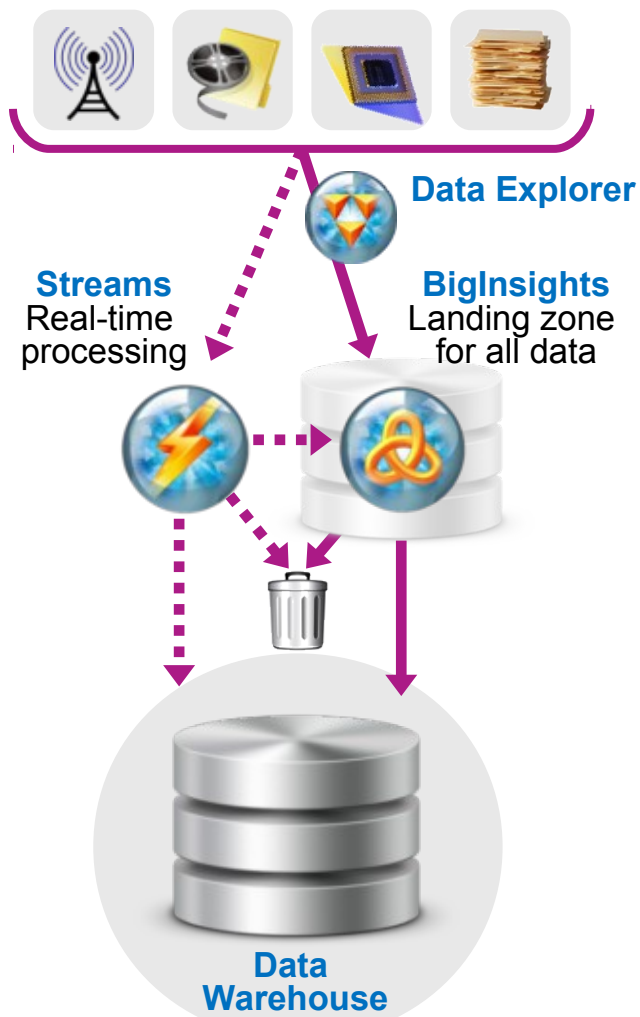 Data Explorer
Streams
Real-time
processing
BigInsights
Landing zone
for all data
Data
Warehouse